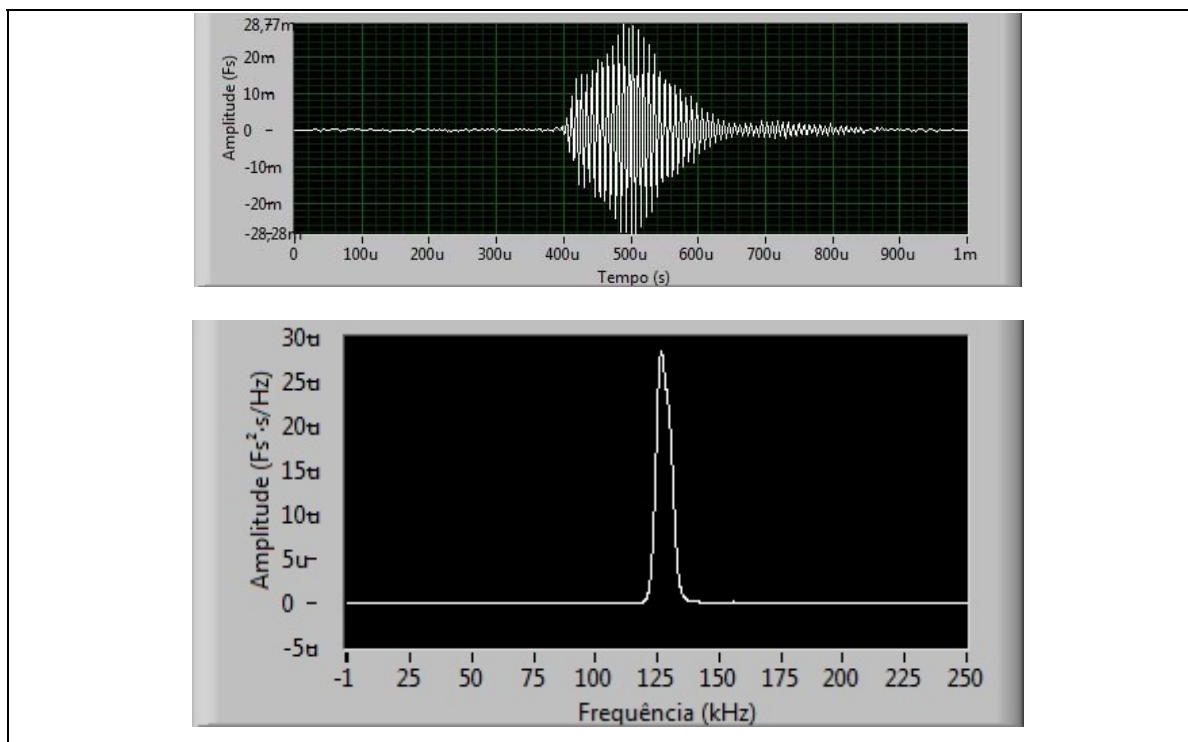 28,77m
20m
10m
0
-10m
-20m
-28,28m
Amplitude (Fs)
0 100u 200u 300u 400u 500u 600u 700u 800u 900u 1m
Tempo (s)
30u
25u
20u
15u
10u
5u
0
-5u
Amplitude (Fs²·s/Hz)
-1 25 50 75 100 125 150 175 200 225 250
Frequência (kHz)